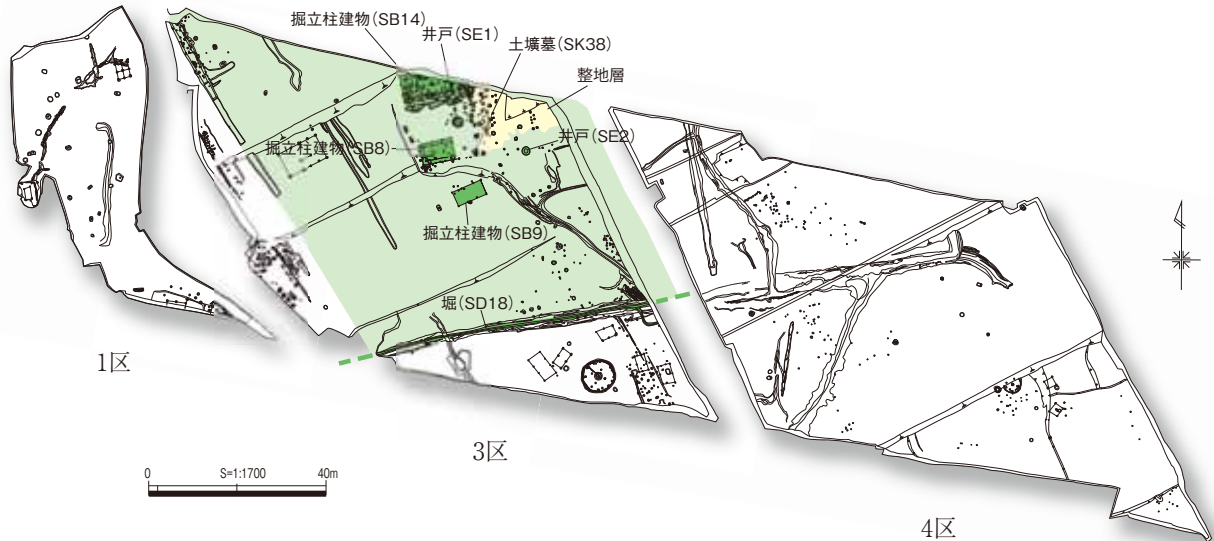 掘立柱建物(SB14)
井戸(SE1)
土壙墓(SK38)
整地層
井戸(SE2)
掘立柱建物(SB8)
掘立柱建物(SB9)
堀(SD18)
1区
3区
4区
0 S=1:1700 40m